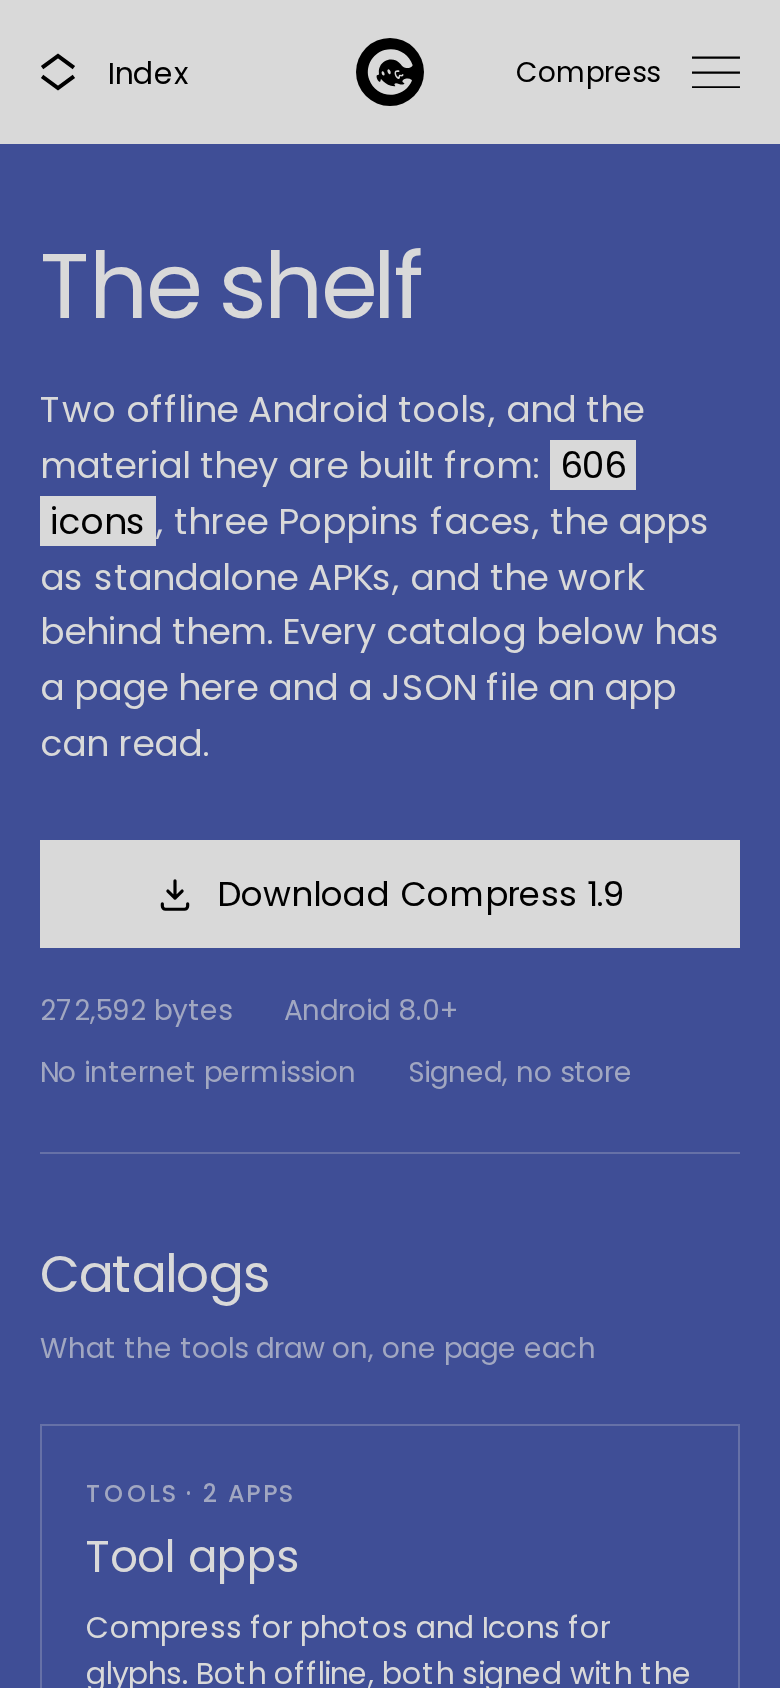 Index
Compress
The shelf
Two offline Android tools, and the
material they are built from: 606
icons, three Poppins faces, the apps
as standalone APKs, and the work
behind them. Every catalog below has
a page here and a JSON file an app
can read.
Download Compress 1.9
272,592 bytes Android 8.0+
No internet permission Signed, no store
Catalogs
What the tools draw on, one page each
TOOLS · 2 APPS
Tool apps
Compress for photos and Icons for
glyphs. Both offline, both signed with the